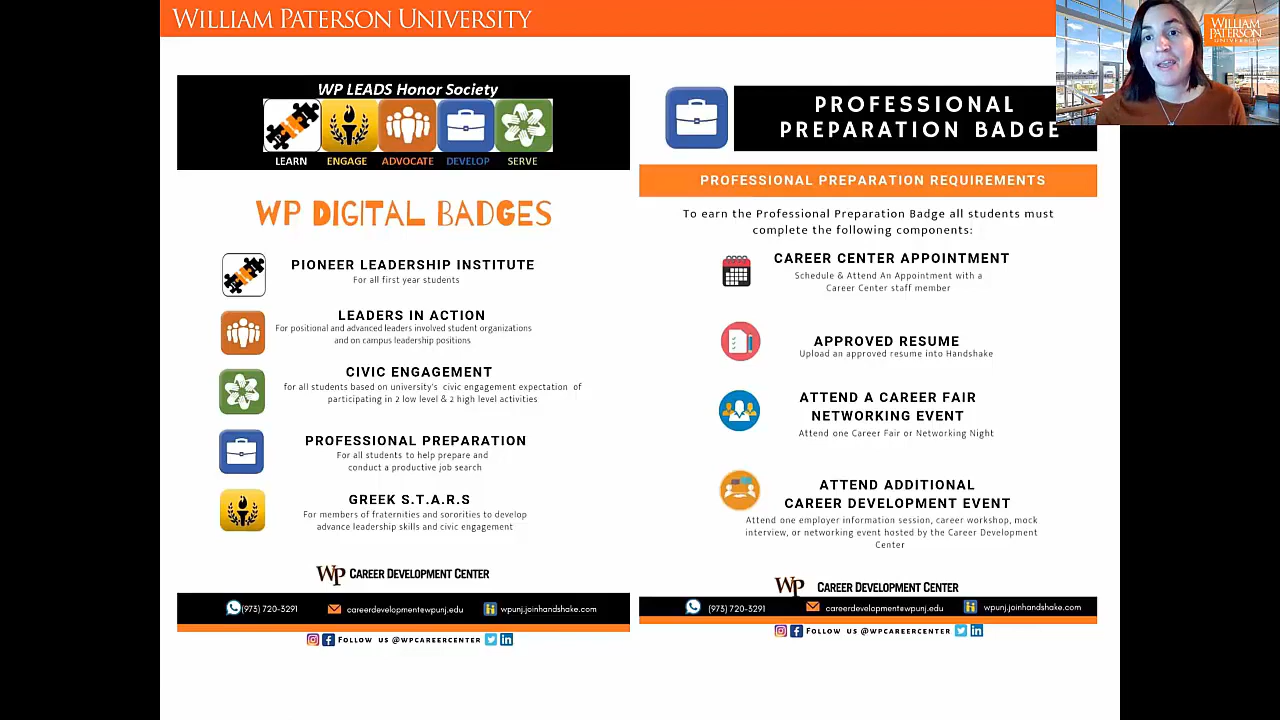 WILLIAM PATERSON UNIVERSITY
WILLIAM
PATERSON
UNIVERSITY
WP LEADS Honor Society
LEARN ENGAGE ADVOCATE DEVELOP SERVE
WP DIGITAL BADGES
PIONEER LEADERSHIP INSTITUTE
For all first year students
LEADERS IN ACTION
For positional and advanced leaders involved student organizations
and on campus leadership positions
CIVIC ENGAGEMENT
for all students based on university's civic engagement expectation of
participating in 2 low level & 2 high level activities
PROFESSIONAL PREPARATION
For all students to help prepare and
conduct a productive job search
GREEK S.T.A.R.S
For members of fraternities and sororities to develop
advance leadership skills and civic engagement
WP CAREER DEVELOPMENT CENTER
(973) 720-3291 careerdevelopment@wpunj.edu wpunj.joinhandshake.com
FOLLOW US @WPCAREERCENTER
PROFESSIONAL
PREPARATION BADGE
PROFESSIONAL PREPARATION REQUIREMENTS
To earn the Professional Preparation Badge all students must
complete the following components:
CAREER CENTER APPOINTMENT
Schedule & Attend An Appointment with a
Career Center staff member
APPROVED RESUME
Upload an approved resume into Handshake
ATTEND A CAREER FAIR
NETWORKING EVENT
Attend one Career Fair or Networking Night
ATTEND ADDITIONAL
CAREER DEVELOPMENT EVENT
Attend one employer information session, career workshop, mock
interview, or networking event hosted by the Career Development
Center
WP CAREER DEVELOPMENT CENTER
(973) 720-3291 careerdevelopment@wpunj.edu wpunj.joinhandshake.com
FOLLOW US @WPCAREERCENTER